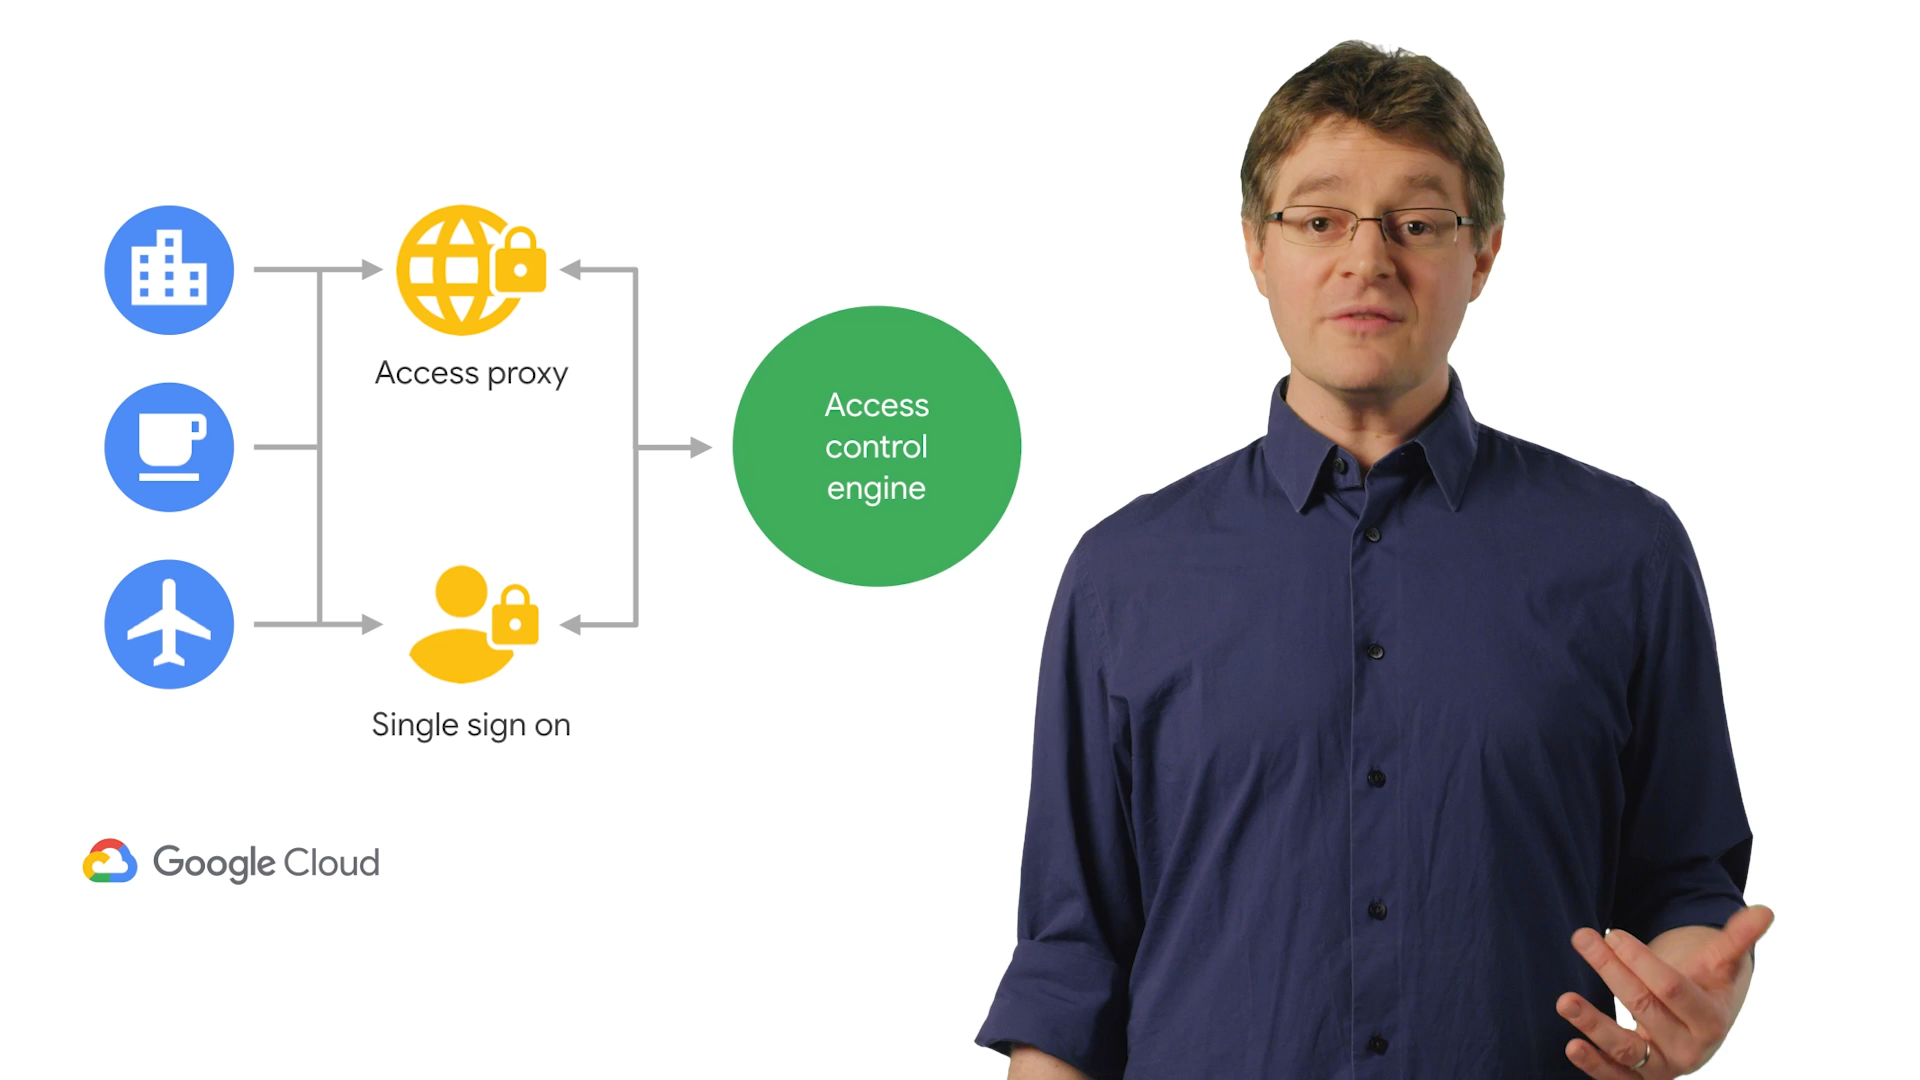 Access proxy
Access
control
engine
Single sign on
Google Cloud